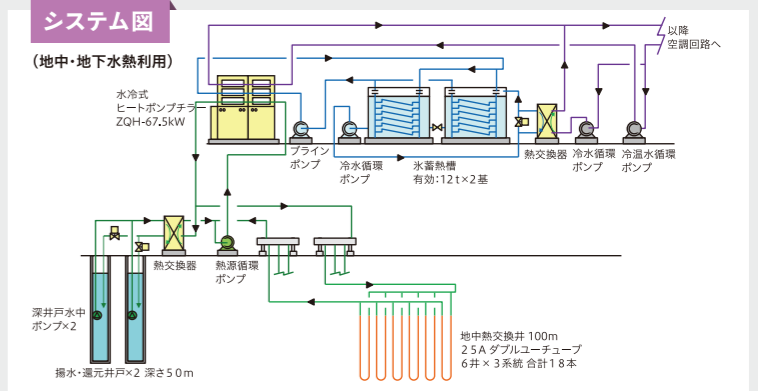 システム図
（地中・地下水熱利用）
以降
空調回路へ
水冷式
ヒートポンプチラー
ZQH-67.5kW
ブライン
ポンプ
冷水循環
ポンプ
氷蓄熱槽
有効：12t×2基
熱交換器
冷水循環
ポンプ
冷温水循環
ポンプ
熱交換器
熱源循環
ポンプ
深井戸水中
ポンプ×2
揚水・還元井戸×2 深さ50m
地中熱交換井 100m
25A ダブルユーチューブ
6井×3系統 合計18本